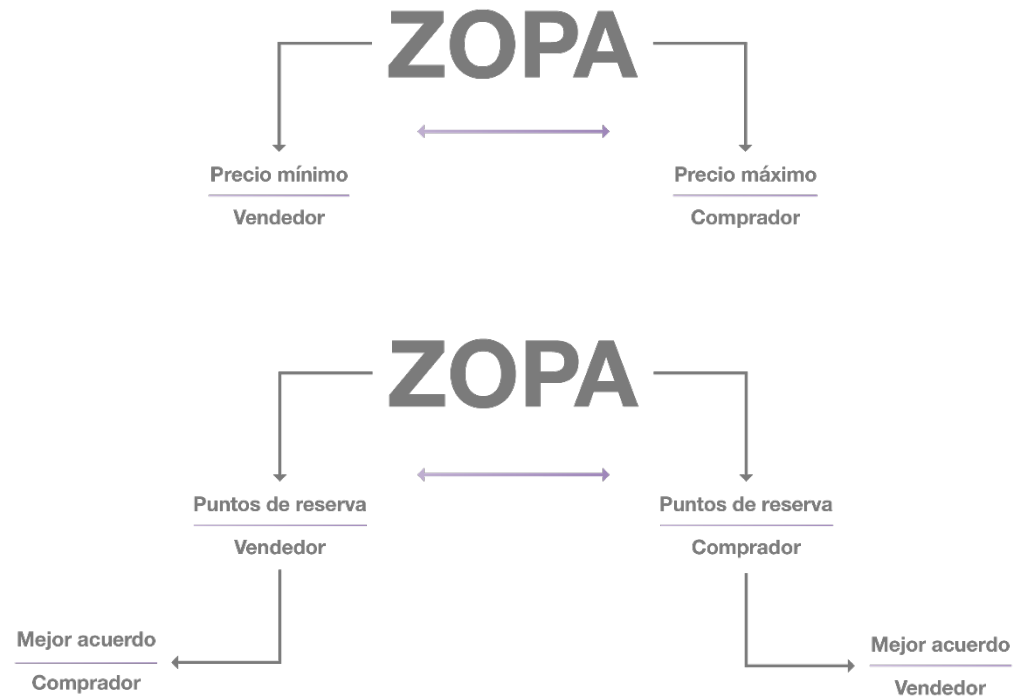 ZOPA
Precio mínimo
Vendedor
Precio máximo
Comprador
ZOPA
Puntos de reserva
Vendedor
Puntos de reserva
Comprador
Mejor acuerdo
Comprador
Mejor acuerdo
Vendedor